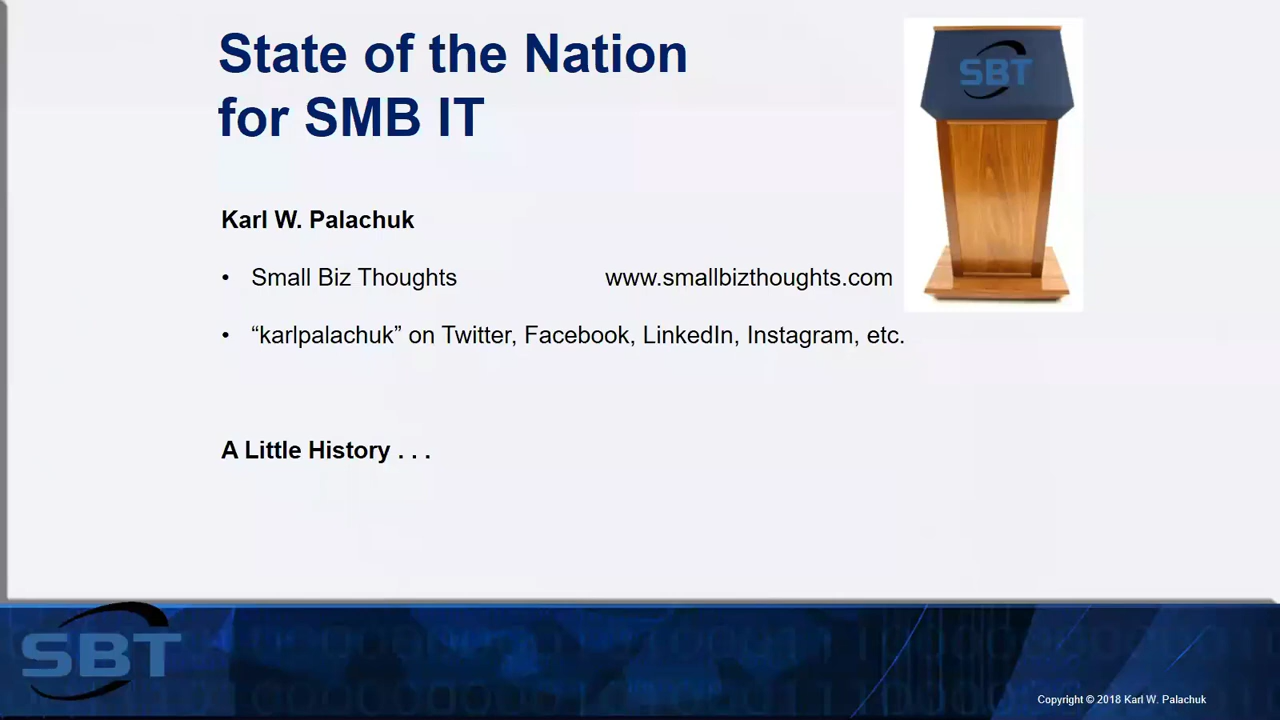 State of the Nation
for SMB IT
SBT
Karl W. Palachuk
• Small Biz Thoughts www.smallbizthoughts.com
• “karlpalachuk” on Twitter, Facebook, LinkedIn, Instagram, etc.
A Little History . . .
SBT
Copyright © 2018 Karl W. Palachuk